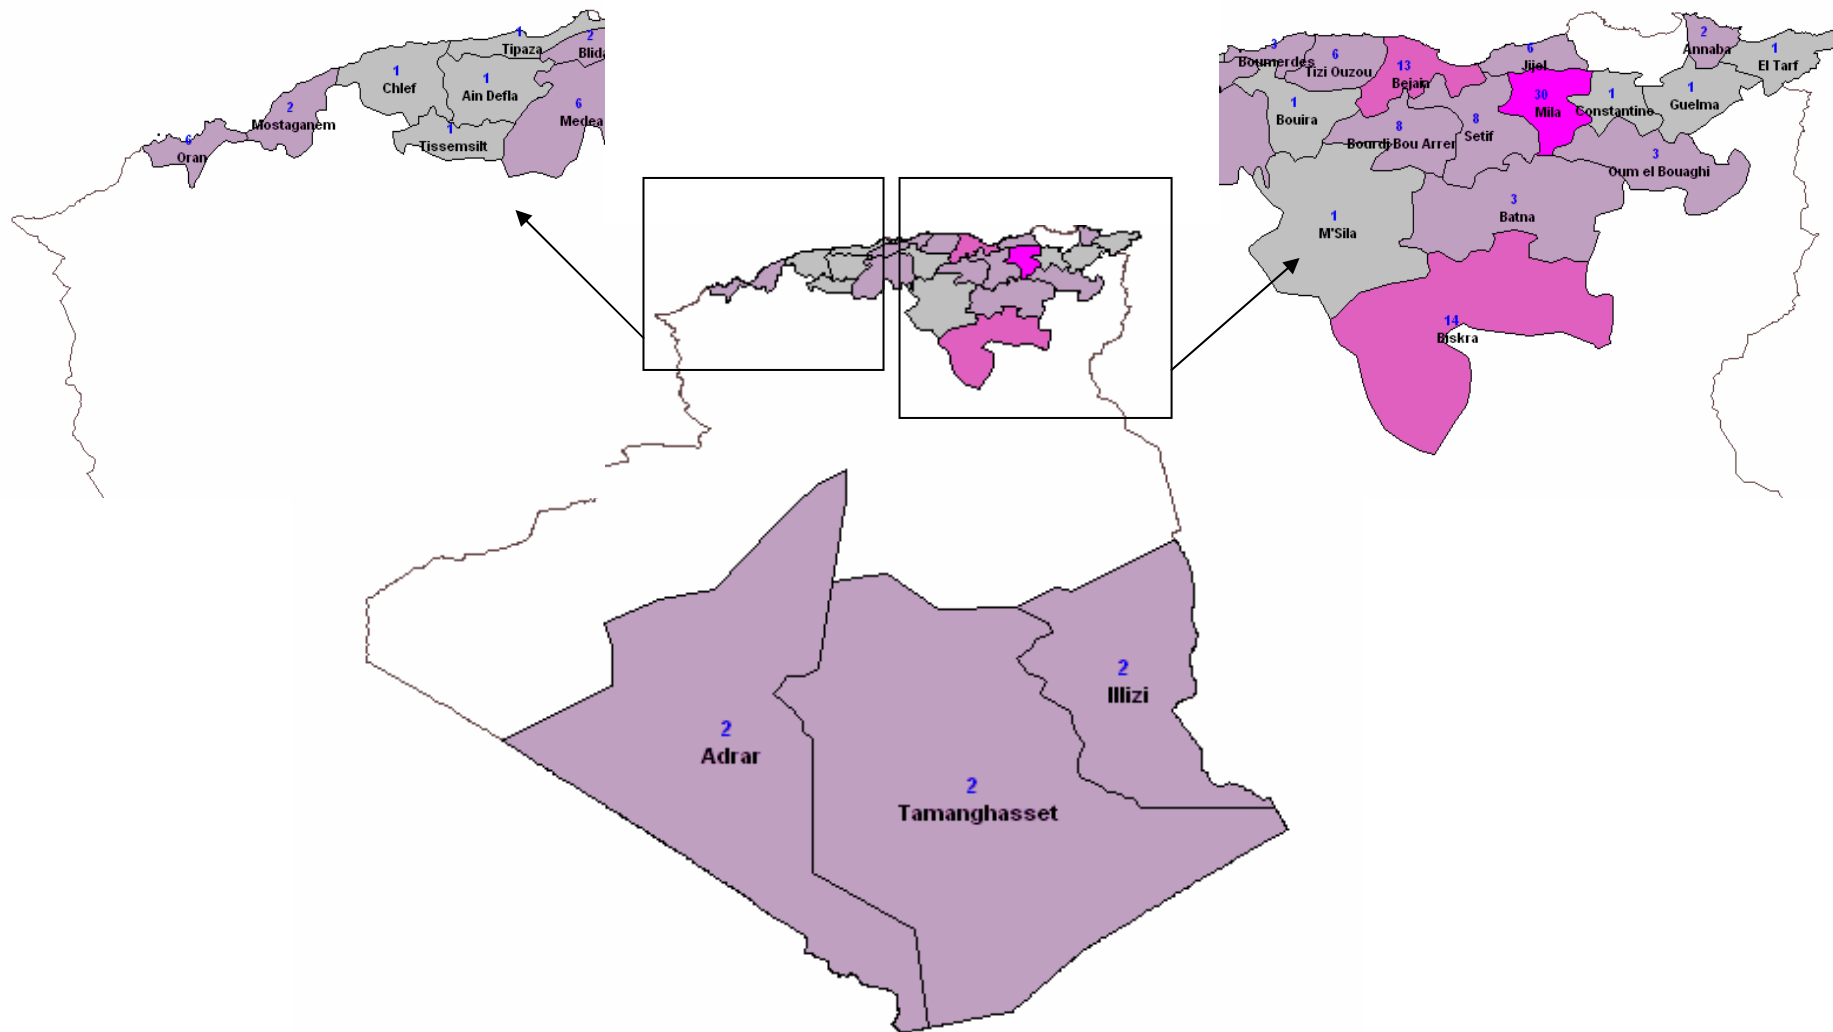 1
Tipaza
2
Blida
1
Chlef
1
Ain Defla
2
Mostaganem
6
Medea
6
Oran
1
Tissemsilt
3
Boumerdes
6
Tizi Ouzou
13
Bejaia
6
Jijel
2
Annaba
1
El Tarf
1
Bouira
8
Bourdj Bou Arrer
8
Setif
30
Mila
1
Constantine
1
Guelma
3
Oum el Bouaghi
1
M'Sila
3
Batna
14
Biskra
2
Adrar
2
Tamanghasset
2
Illizi